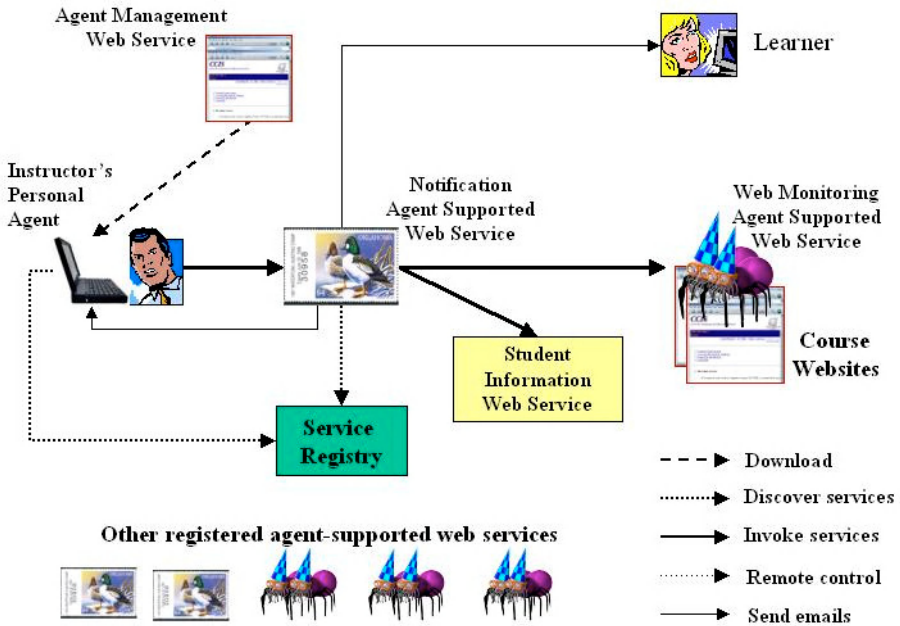 Agent Management
Web Service
CCIS
Learner
Instructor's
Personal
Agent
Notification
Agent Supported
Web Service
Web Monitoring
Agent Supported
Web Service
30958
Course
Websites
Student
Information
Web Service
Service
Registry
Download
Discover services
Invoke services
Remote control
Send emails
Other registered agent-supported web services